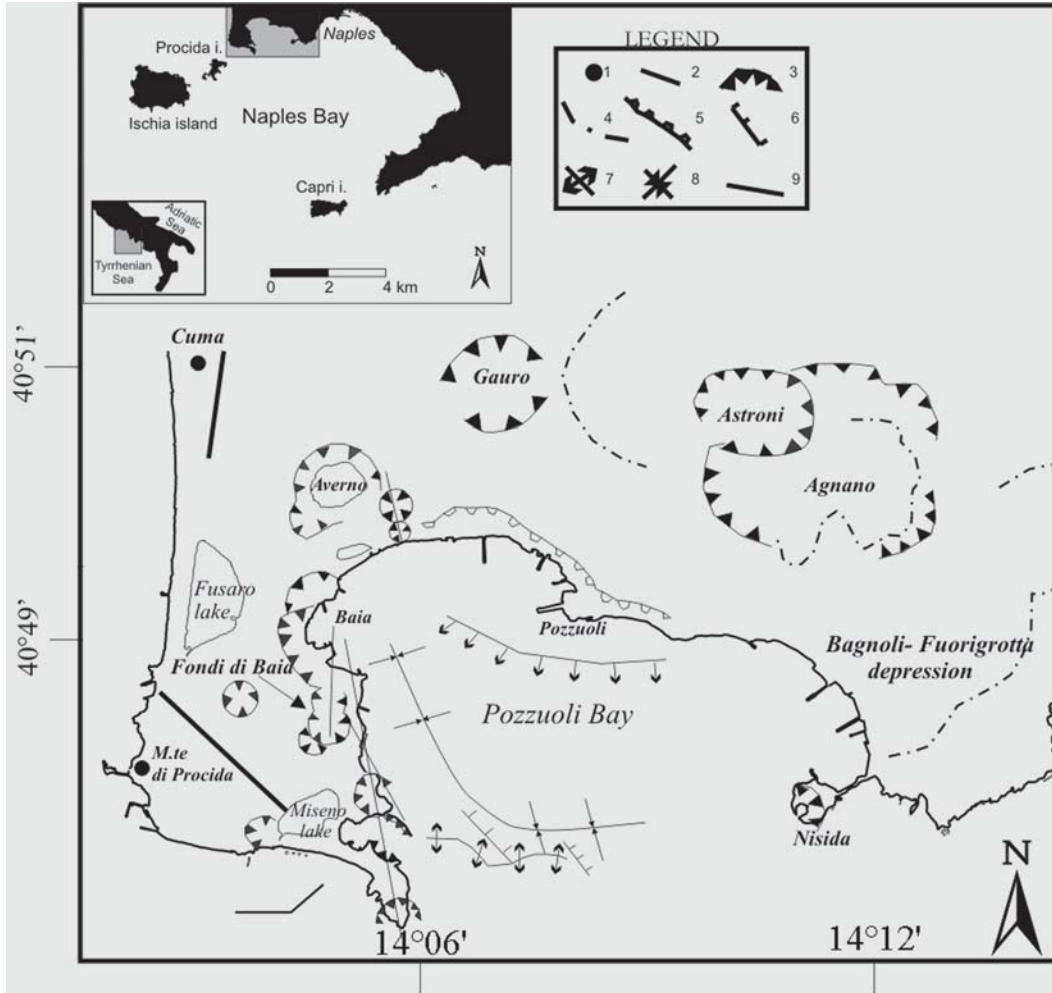 Naples
Procida i.
Ischia island
Naples Bay
Capri i.
Adriatic
Sea
Tyrrhenian
Sea
N
0 2 4 km
LEGEND
1 2 3
4 5 6
7 8 9
40°51'
Cuma
Gauro
Astroni
Averno
Agnano
Fusaro
lake
40°49'
Baia
Pozzuoli
Bagnoli- Fuorigrotta
depression
Fondi di Baia
Pozzuoli Bay
M.te
di Procida
Miseno
lake
Nisida
N
14°06'
14°12'